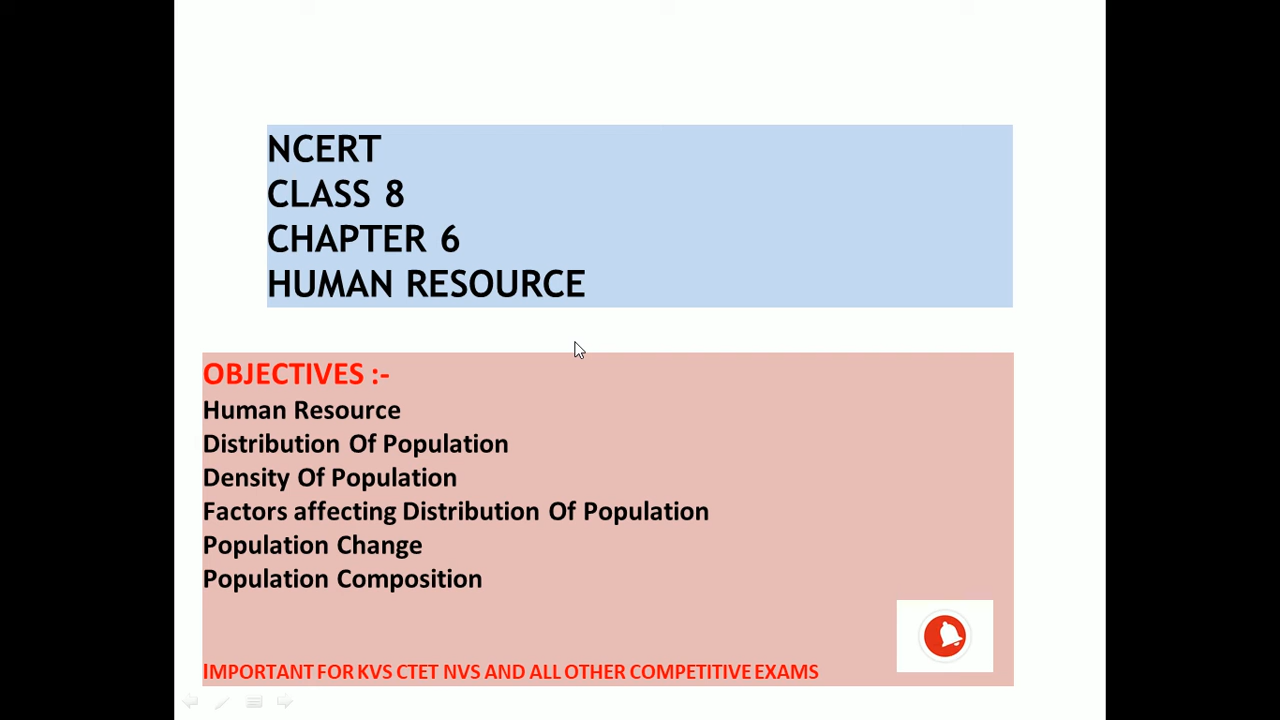 NCERT
CLASS 8
CHAPTER 6
HUMAN RESOURCE
OBJECTIVES :-
Human Resource
Distribution Of Population
Density Of Population
Factors affecting Distribution Of Population
Population Change
Population Composition
IMPORTANT FOR KVS CTET NVS AND ALL OTHER COMPETITIVE EXAMS